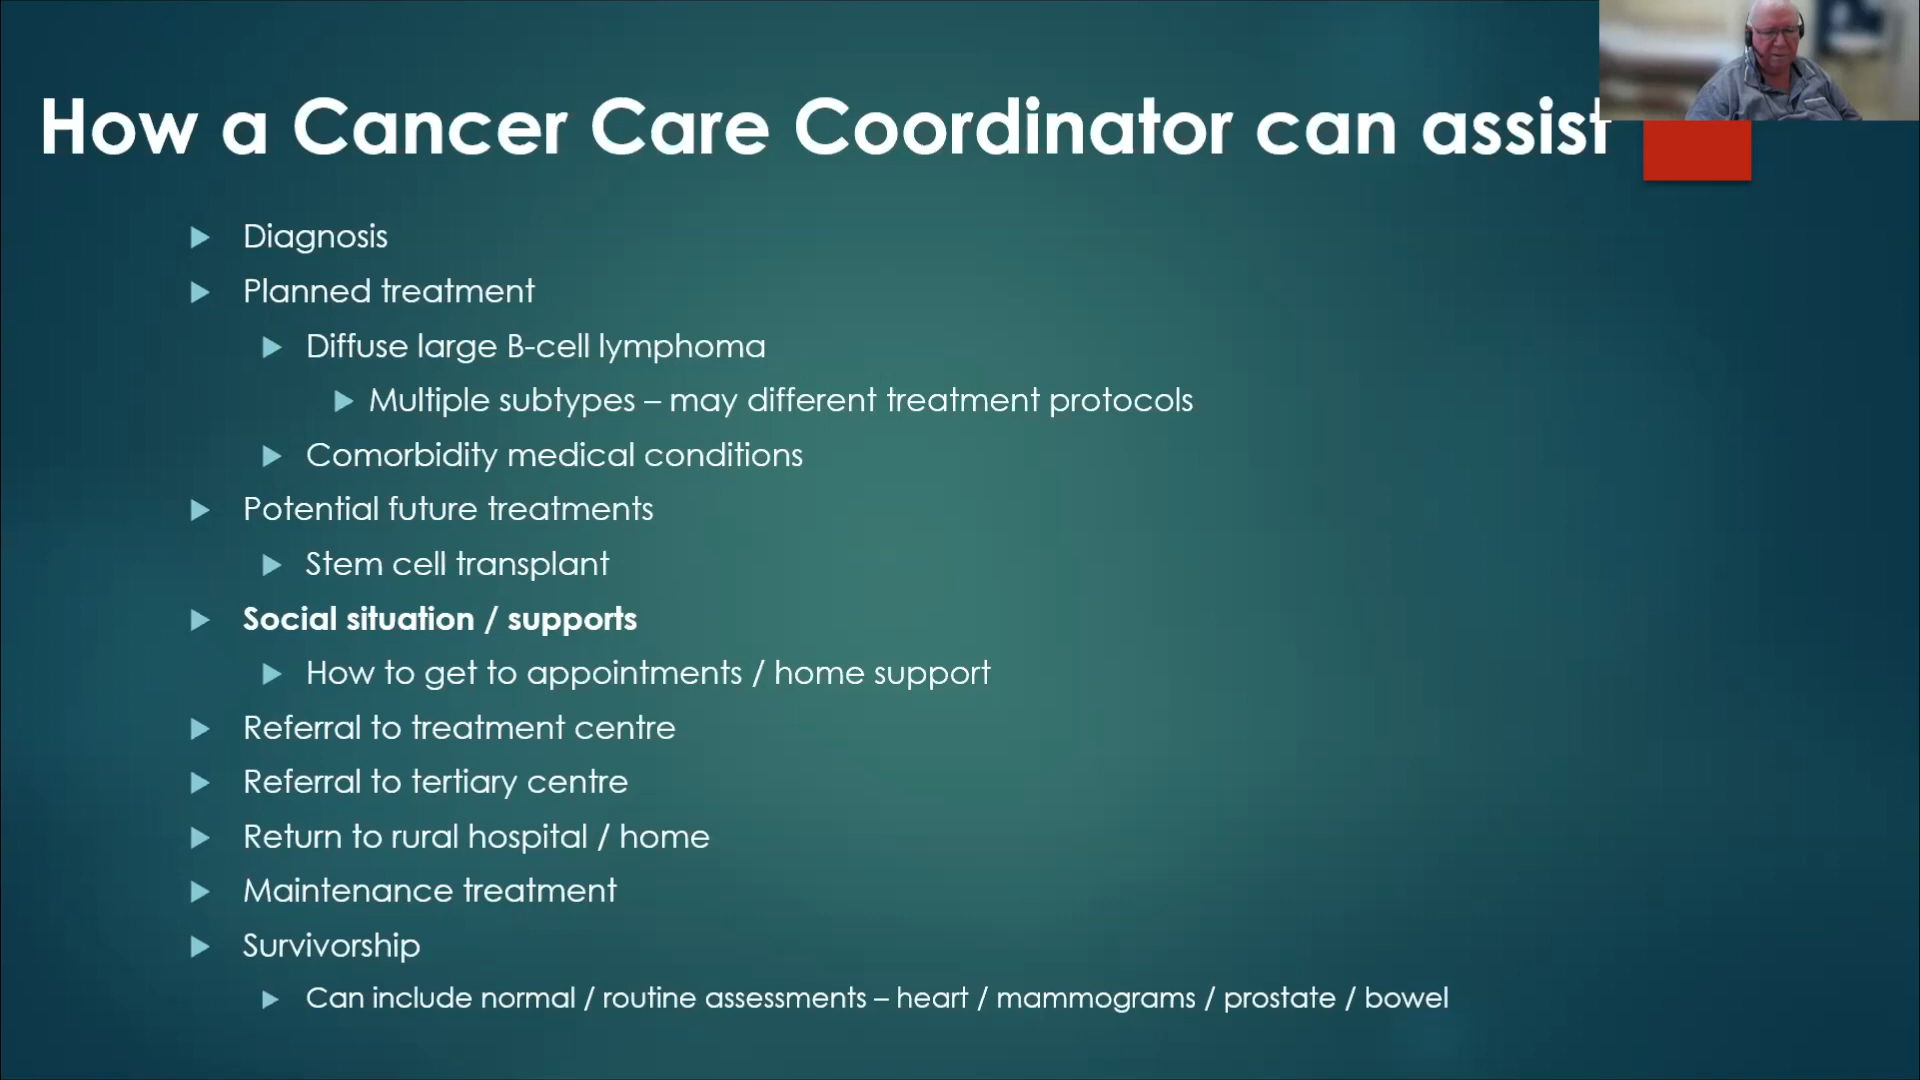 How a Cancer Care Coordinator can assist
Diagnosis
Planned treatment
Diffuse large B-cell lymphoma
Multiple subtypes – may different treatment protocols
Comorbidity medical conditions
Potential future treatments
Stem cell transplant
Social situation / supports
How to get to appointments / home support
Referral to treatment centre
Referral to tertiary centre
Return to rural hospital / home
Maintenance treatment
Survivorship
Can include normal / routine assessments – heart / mammograms / prostate / bowel